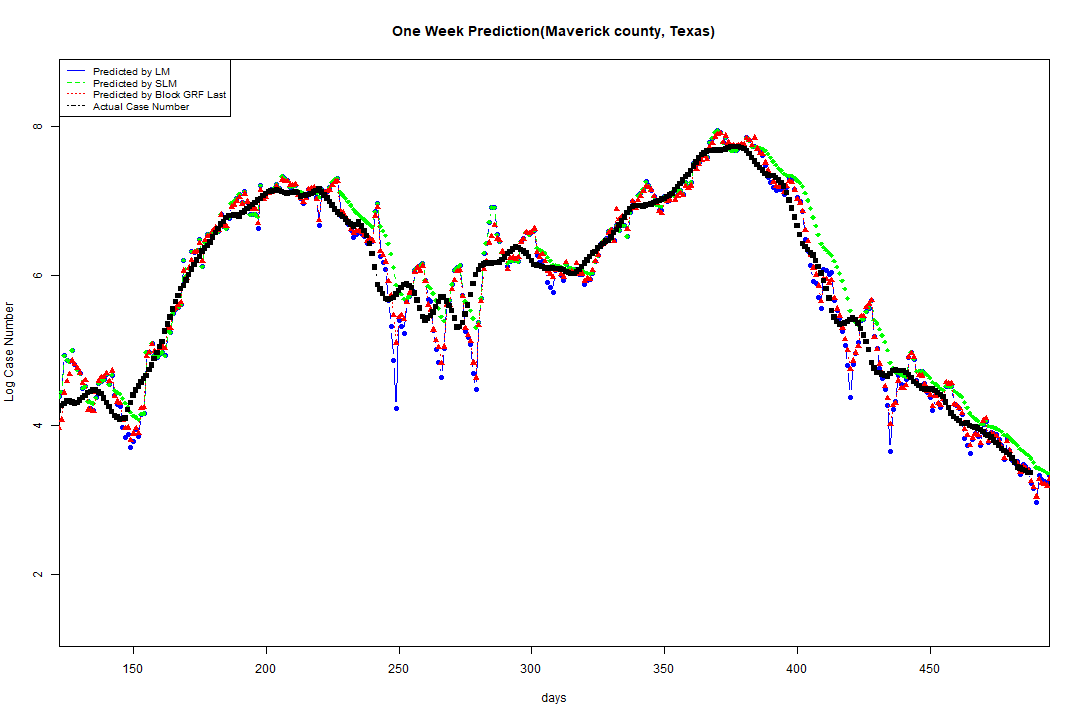 One Week Prediction(Maverick county, Texas)
Predicted by LM
Predicted by SLM
Predicted by Block GRF Last
Actual Case Number
8
6
4
2
Log Case Number
150 200 250 300 350 400 450
days